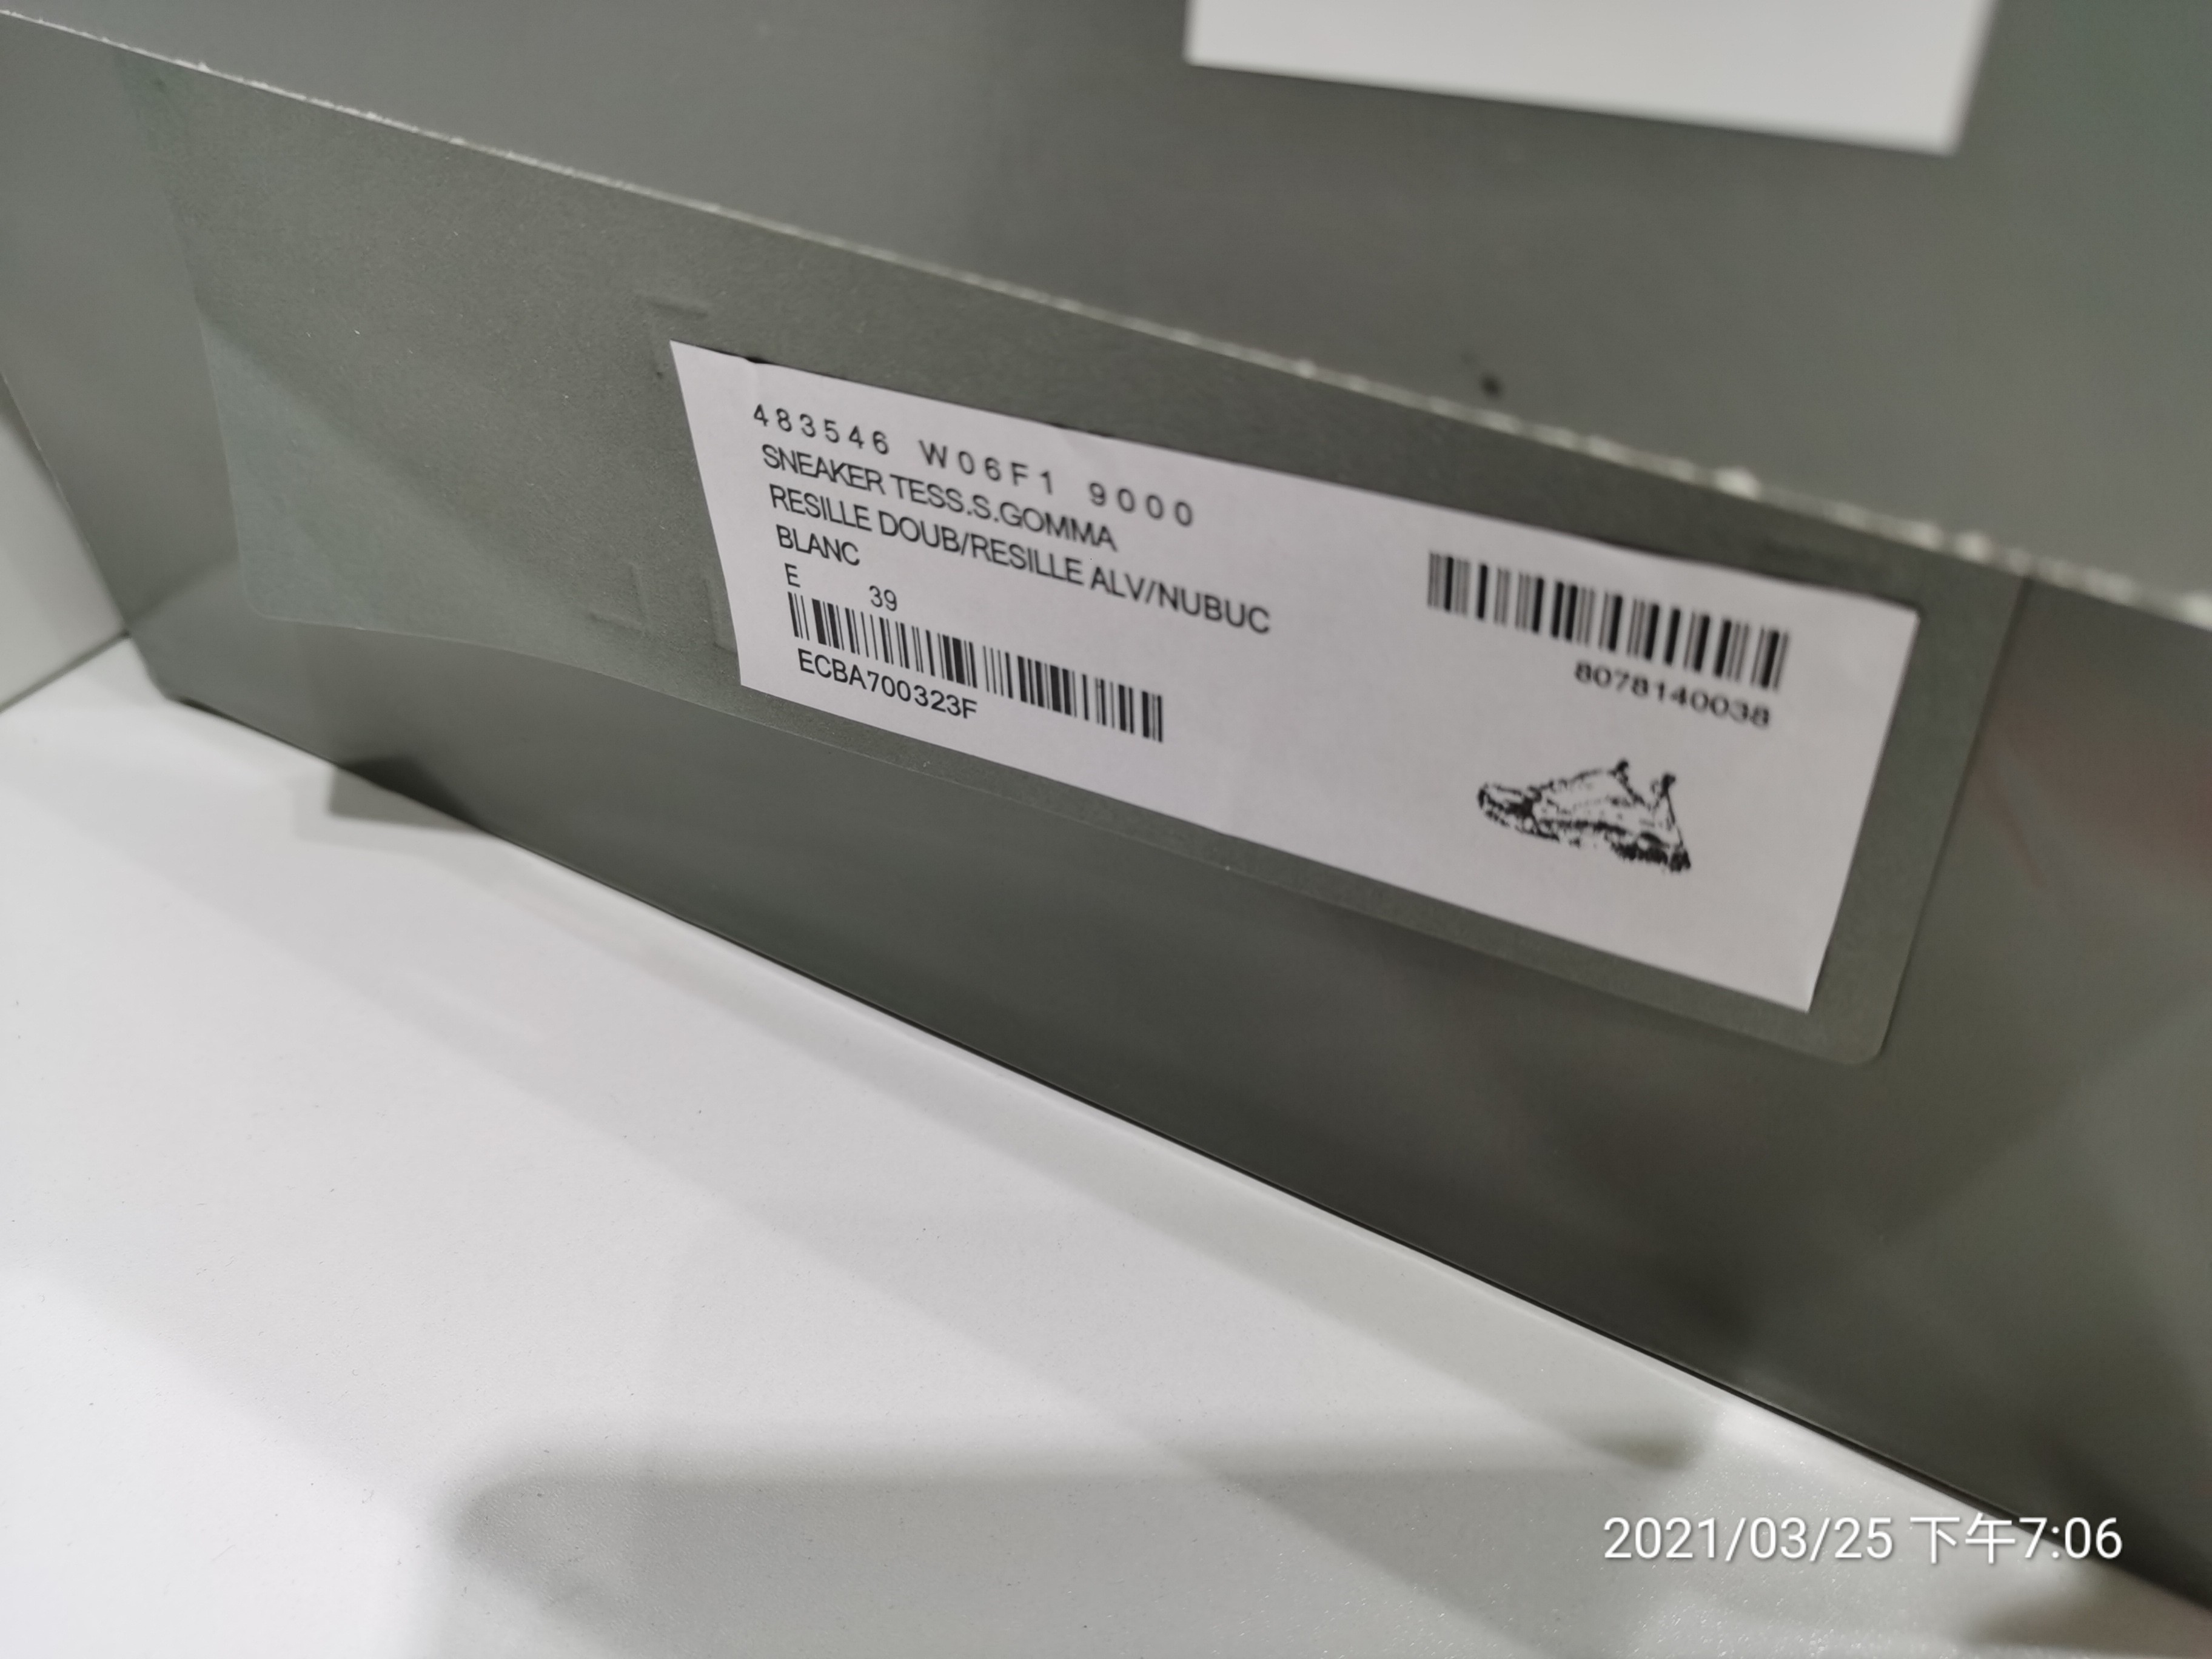 483546 W06F1 9000
SNEAKER TESS.S.GOMMA
RESILLE DOUB/RESILLE ALV/NUBUC
BLANC
E 39
ECBA700323F
8078140038
2021/03/25 下午7:06